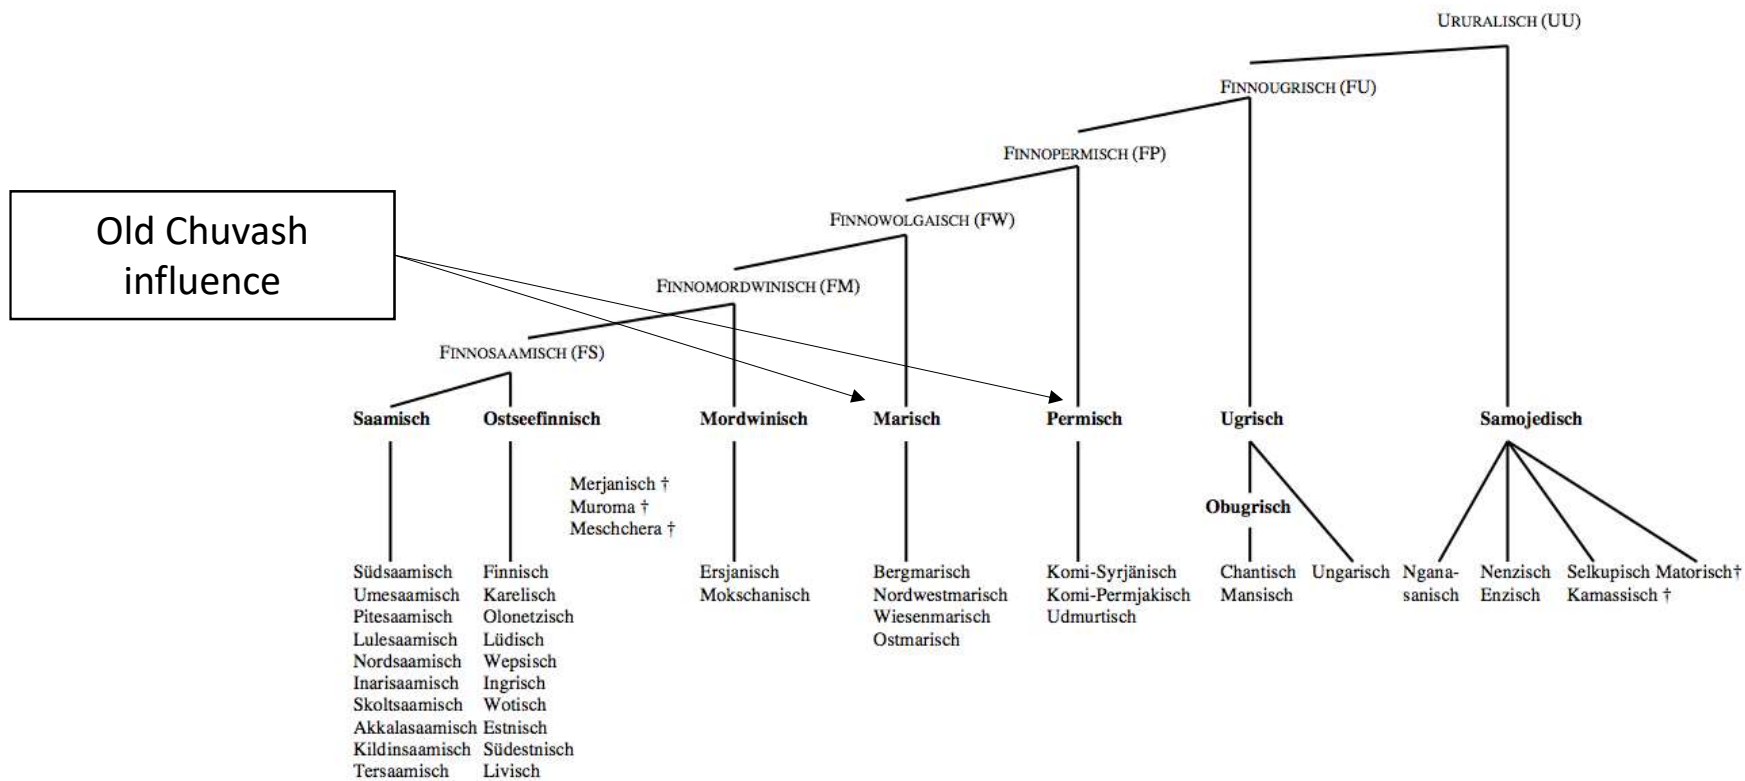 URURALISCH (UU)
FINNOUGRISCH (FU)
FINNOPERMISCH (FP)
FINNOWOLGAISCH (FW)
FINNOMORDWINISCH (FM)
FINNOSAAMISCH (FS)
Old Chuvash
influence
Saamisch
Ostseefinnisch
Mordwinisch
Marisch
Permisch
Ugrisch
Samojedisch
Merjanisch †
Muroma †
Meschchera †
Obugrisch
Südsaamisch
Umesaamisch
Pitesaamisch
Lulesaamisch
Nordsaamisch
Inarisaamisch
Skoltsaamisch
Akkalasaamisch
Kildinsaamisch
Tersaamisch
Finnisch
Karelisch
Olonetzisch
Lüdisch
Wepsisch
Ingrisch
Wotisch
Estnisch
Südestnisch
Livisch
Ersjanisch
Mokschanisch
Bergmarisch
Nordwestmarisch
Wiesenmarisch
Ostmarisch
Komi-Syrjänisch
Komi-Permjakisch
Udmurtisch
Chantisch
Mansisch
Ungarisch
Ngana-
sanisch
Nenzisch
Enzisch
Selkupisch Matorisch†
Kamassisch †